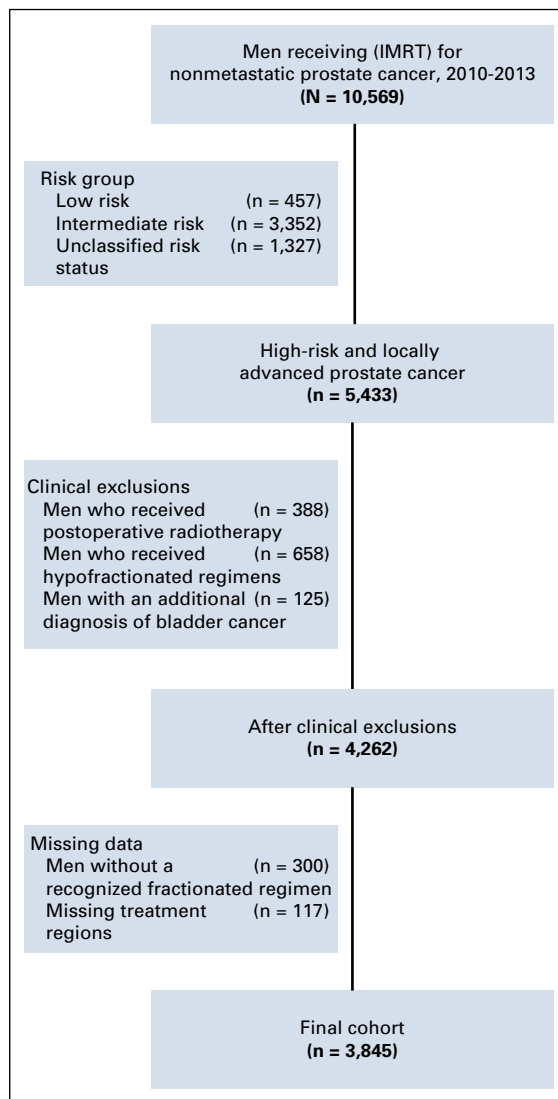 Men receiving (IMRT) for
nonmetastatic prostate cancer, 2010-2013
(N = 10,569)
Risk group
Low risk (n = 457)
Intermediate risk (n = 3,352)
Unclassified risk (n = 1,327)
status
High-risk and locally
advanced prostate cancer
(n = 5,433)
Clinical exclusions
Men who received (n = 388)
postoperative radiotherapy
Men who received (n = 658)
hypofractionated regimens
Men with an additional (n = 125)
diagnosis of bladder cancer
After clinical exclusions
(n = 4,262)
Missing data
Men without a (n = 300)
recognized fractionated regimen
Missing treatment (n = 117)
regions
Final cohort
(n = 3,845)